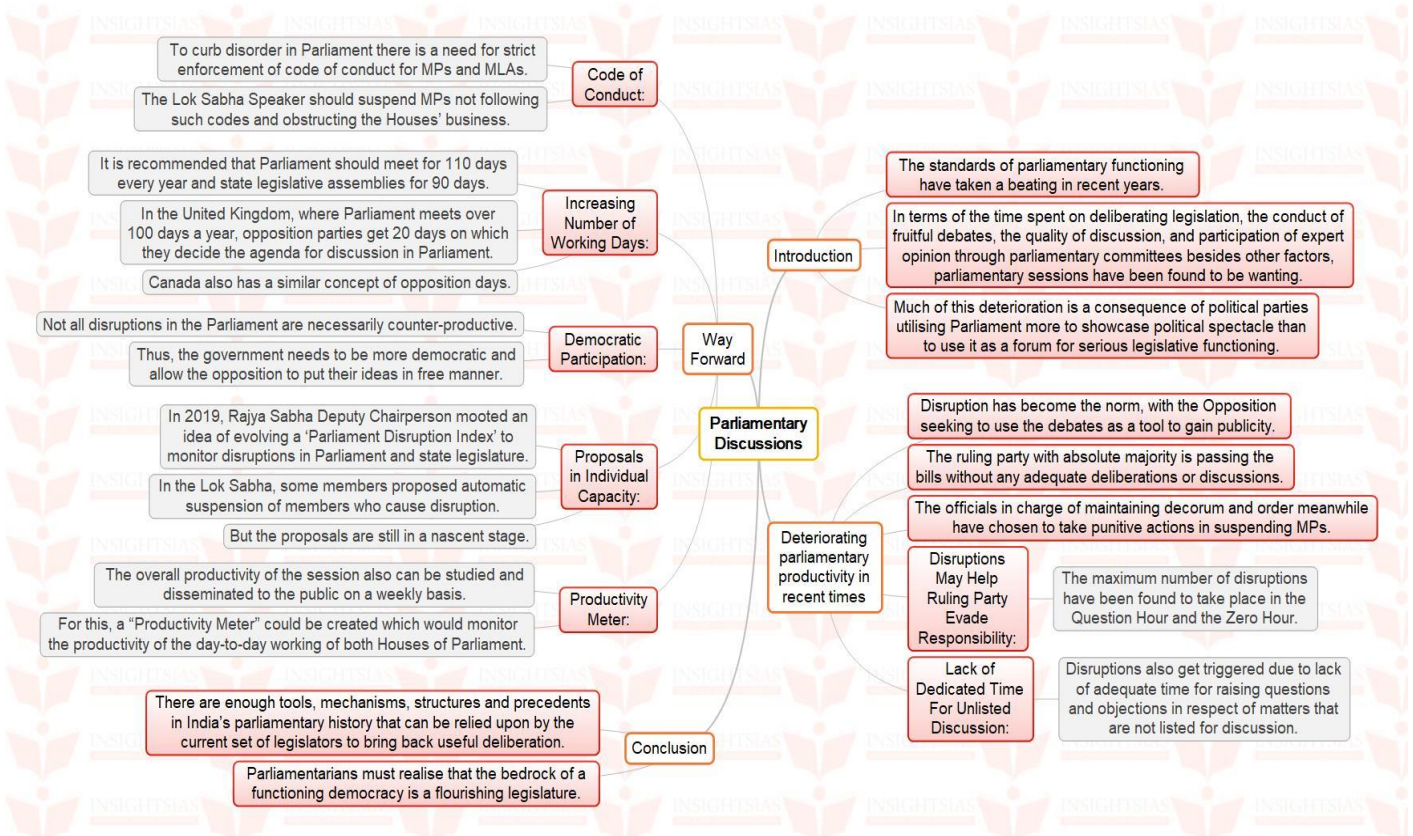 Parliamentary
Discussions
Introduction
The standards of parliamentary functioning
have taken a beating in recent years.
In terms of the time spent on deliberating legislation, the conduct of
fruitful debates, the quality of discussion, and participation of expert
opinion through parliamentary committees besides other factors,
parliamentary sessions have been found to be wanting.
Much of this deterioration is a consequence of political parties
utilising Parliament more to showcase political spectacle than
to use it as a forum for serious legislative functioning.
Deteriorating
parliamentary
productivity in
recent times
Disruption has become the norm, with the Opposition
seeking to use the debates as a tool to gain publicity.
The ruling party with absolute majority is passing the
bills without any adequate deliberations or discussions.
The officials in charge of maintaining decorum and order meanwhile
have chosen to take punitive actions in suspending MPs.
Disruptions
May Help
Ruling Party
Evade
Responsibility:
The maximum number of disruptions
have been found to take place in the
Question Hour and the Zero Hour.
Lack of
Dedicated Time
For Unlisted
Discussion:
Disruptions also get triggered due to lack
of adequate time for raising questions
and objections in respect of matters that
are not listed for discussion.
Way
Forward
Code of
Conduct:
To curb disorder in Parliament there is a need for strict
enforcement of code of conduct for MPs and MLAs.
The Lok Sabha Speaker should suspend MPs not following
such codes and obstructing the Houses' business.
Increasing
Number of
Working Days:
It is recommended that Parliament should meet for 110 days
every year and state legislative assemblies for 90 days.
In the United Kingdom, where Parliament meets over
100 days a year, opposition parties get 20 days on which
they decide the agenda for discussion in Parliament.
Canada also has a similar concept of opposition days.
Democratic
Participation:
Not all disruptions in the Parliament are necessarily counter-productive.
Thus, the government needs to be more democratic and
allow the opposition to put their ideas in free manner.
Proposals
in Individual
Capacity:
In 2019, Rajya Sabha Deputy Chairperson mooted an
idea of evolving a 'Parliament Disruption Index' to
monitor disruptions in Parliament and state legislature.
In the Lok Sabha, some members proposed automatic
suspension of members who cause disruption.
But the proposals are still in a nascent stage.
Productivity
Meter:
The overall productivity of the session also can be studied and
disseminated to the public on a weekly basis.
For this, a "Productivity Meter" could be created which would monitor
the productivity of the day-to-day working of both Houses of Parliament.
Conclusion
There are enough tools, mechanisms, structures and precedents
in India's parliamentary history that can be relied upon by the
current set of legislators to bring back useful deliberation.
Parliamentarians must realise that the bedrock of a
functioning democracy is a flourishing legislature.
INSIGHTSIAS